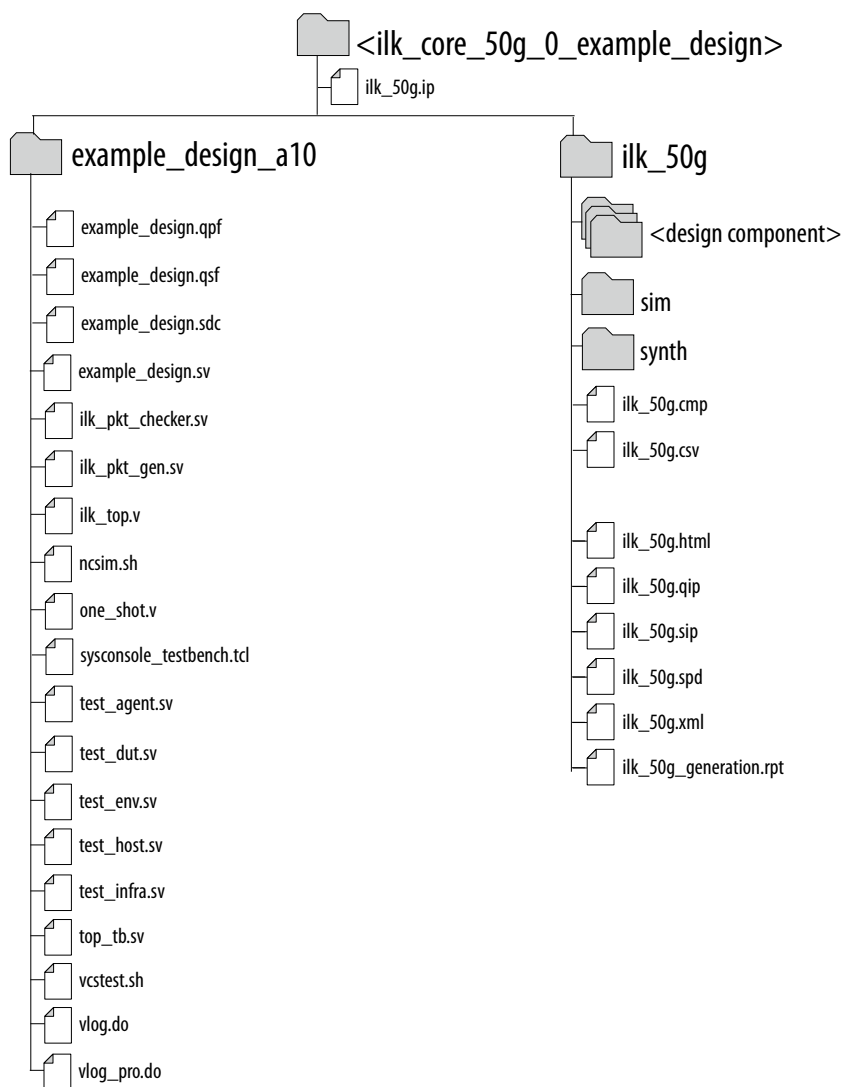 <ilk_core_50g_0_example_design>
ilk_50g.ip
example_design_a10
example_design.qpf
example_design.qsf
example_design.sdc
example_design.sv
ilk_pkt_checker.sv
ilk_pkt_gen.sv
ilk_top.v
ncsim.sh
one_shot.v
sysconsole_testbench.tcl
test_agent.sv
test_dut.sv
test_env.sv
test_host.sv
test_infra.sv
top_tb.sv
vcstest.sh
vlog.do
vlog_pro.do
ilk_50g
<design component>
sim
synth
ilk_50g.cmp
ilk_50g.csv
ilk_50g.html
ilk_50g.qip
ilk_50g.sip
ilk_50g.spd
ilk_50g.xml
ilk_50g_generation.rpt